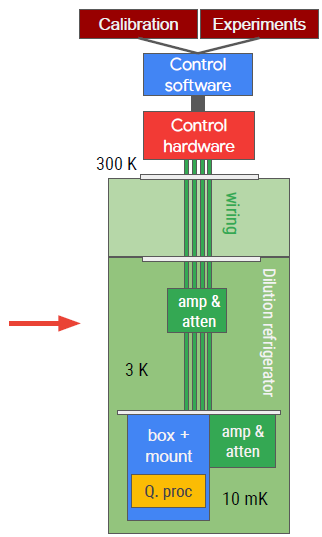 Calibration
Experiments
Control
software
Control
hardware
300 K
wiring
Dilution refrigerator
amp &
atten
3 K
box +
mount
amp &
atten
Q. proc
10 mK